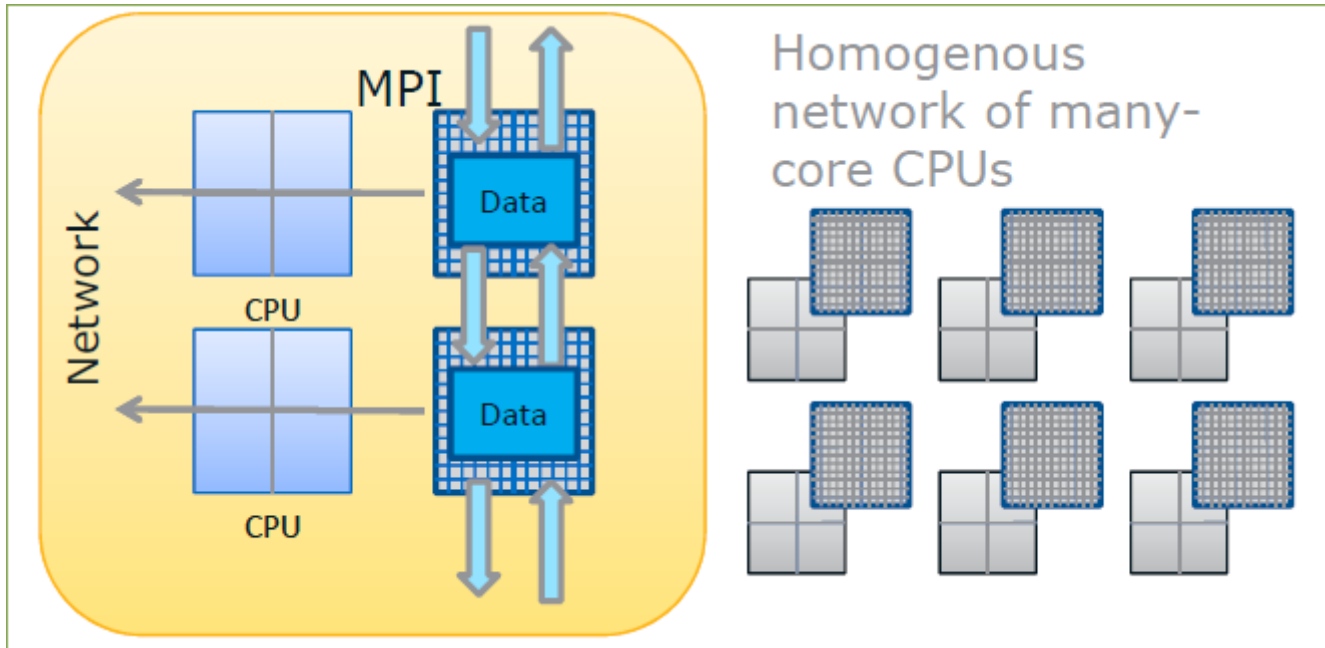 MPI
Data
Network
CPU
Data
CPU
Homogenous
network of many-
core CPUs